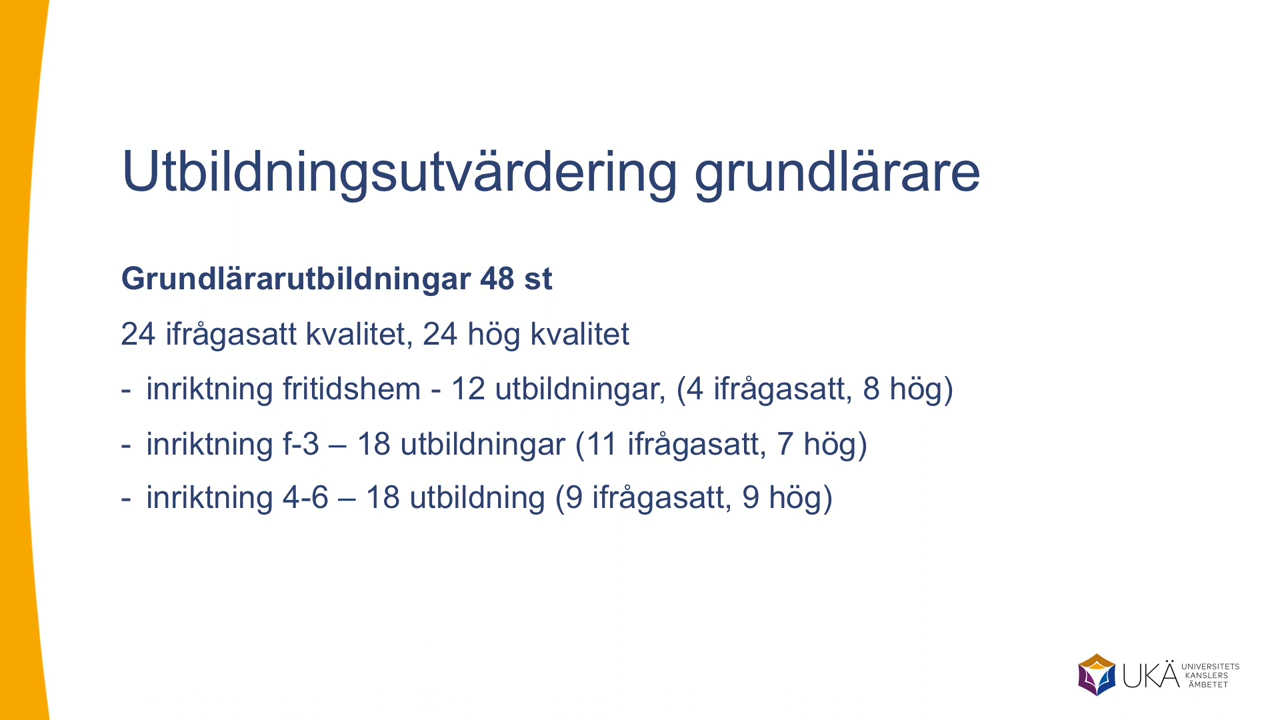 Utbildningsutvärdering grundlärare
Grundlärarutbildningar 48 st
24 ifrågasatt kvalitet, 24 hög kvalitet
- inriktning fritidshem - 12 utbildningar, (4 ifrågasatt, 8 hög)
- inriktning f-3 – 18 utbildningar (11 ifrågasatt, 7 hög)
- inriktning 4-6 – 18 utbildning (9 ifrågasatt, 9 hög)
UKÄ
UNIVERSITETS
KANSLERS
ÄMBETET